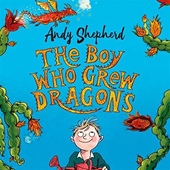 Andy Shepherd
THE BOY
WHO GREW
DRAGONS